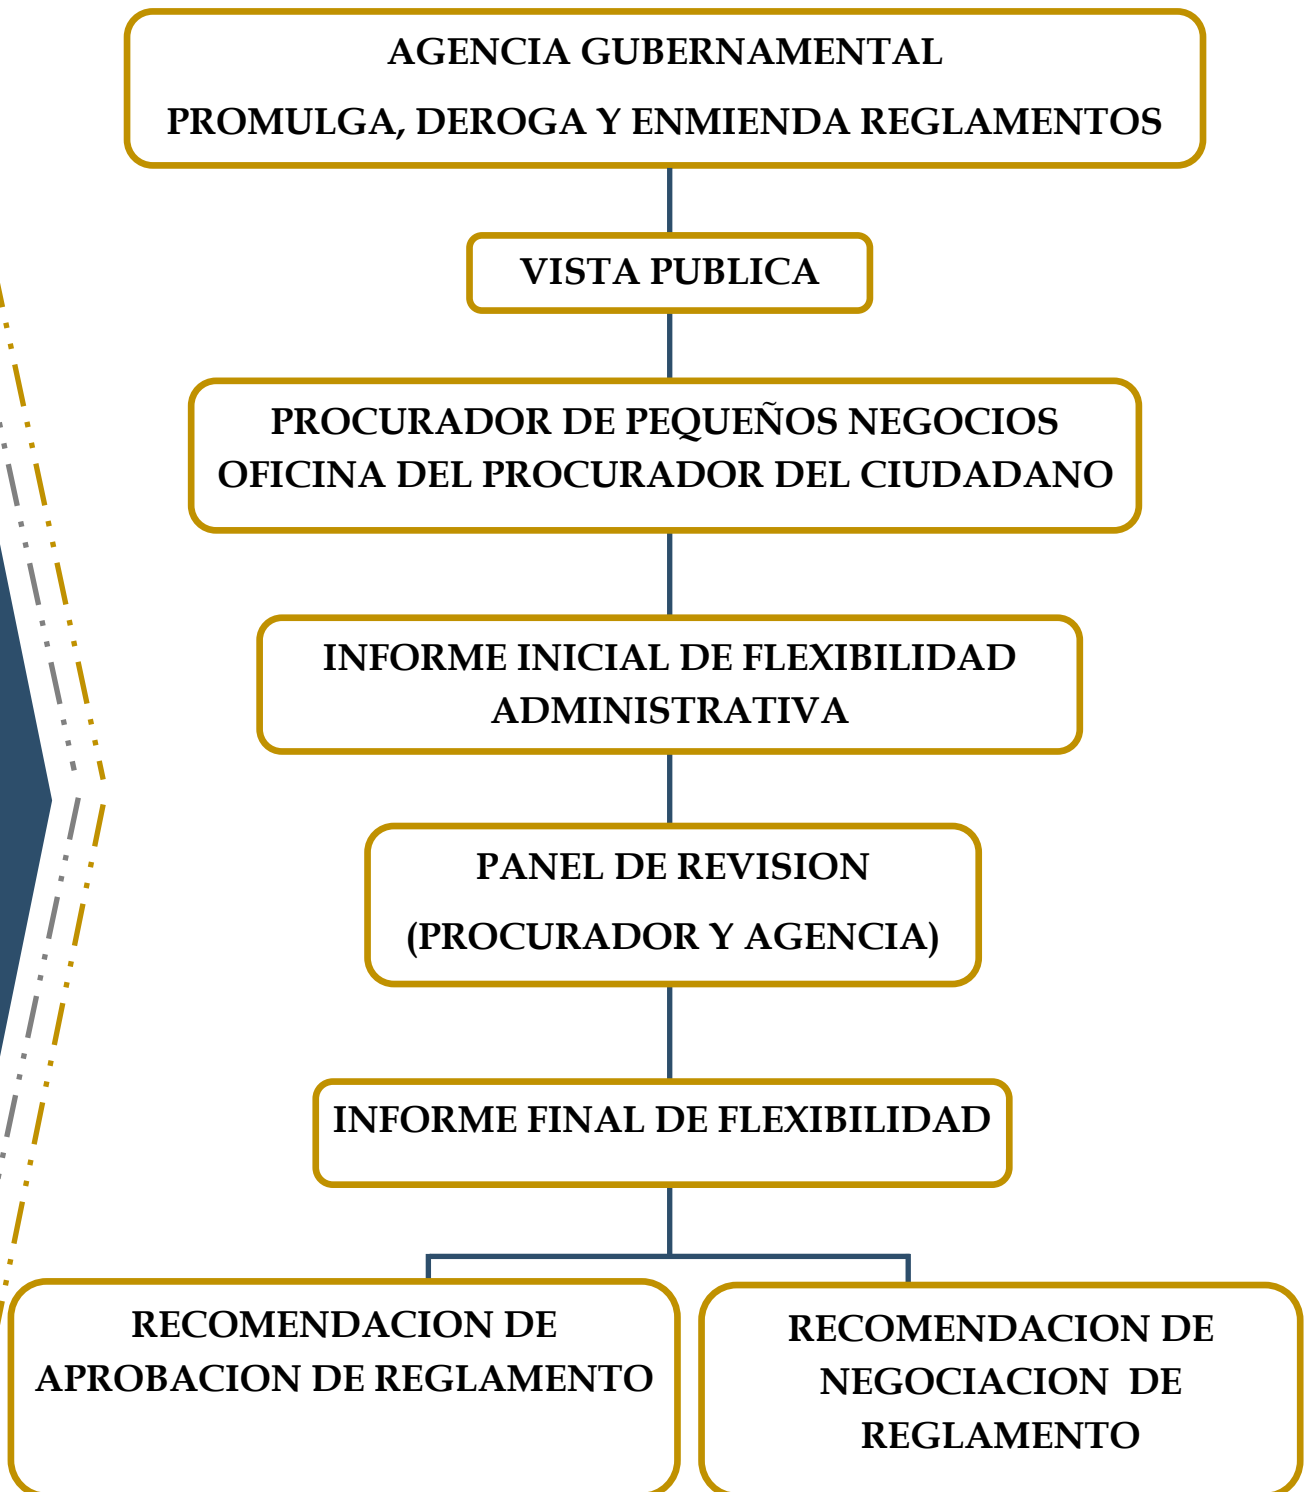 AGENCIA GUBERNAMENTAL
PROMULGA, DEROGA Y ENMIENDA REGLAMENTOS
VISTA PUBLICA
PROCURADOR DE PEQUEÑOS NEGOCIOS
OFICINA DEL PROCURADOR DEL CIUDADANO
INFORME INICIAL DE FLEXIBILIDAD
ADMINISTRATIVA
PANEL DE REVISION
(PROCURADOR Y AGENCIA)
INFORME FINAL DE FLEXIBILIDAD
RECOMENDACION DE
APROBACION DE REGLAMENTO
RECOMENDACION DE
NEGOCIACION DE
REGLAMENTO